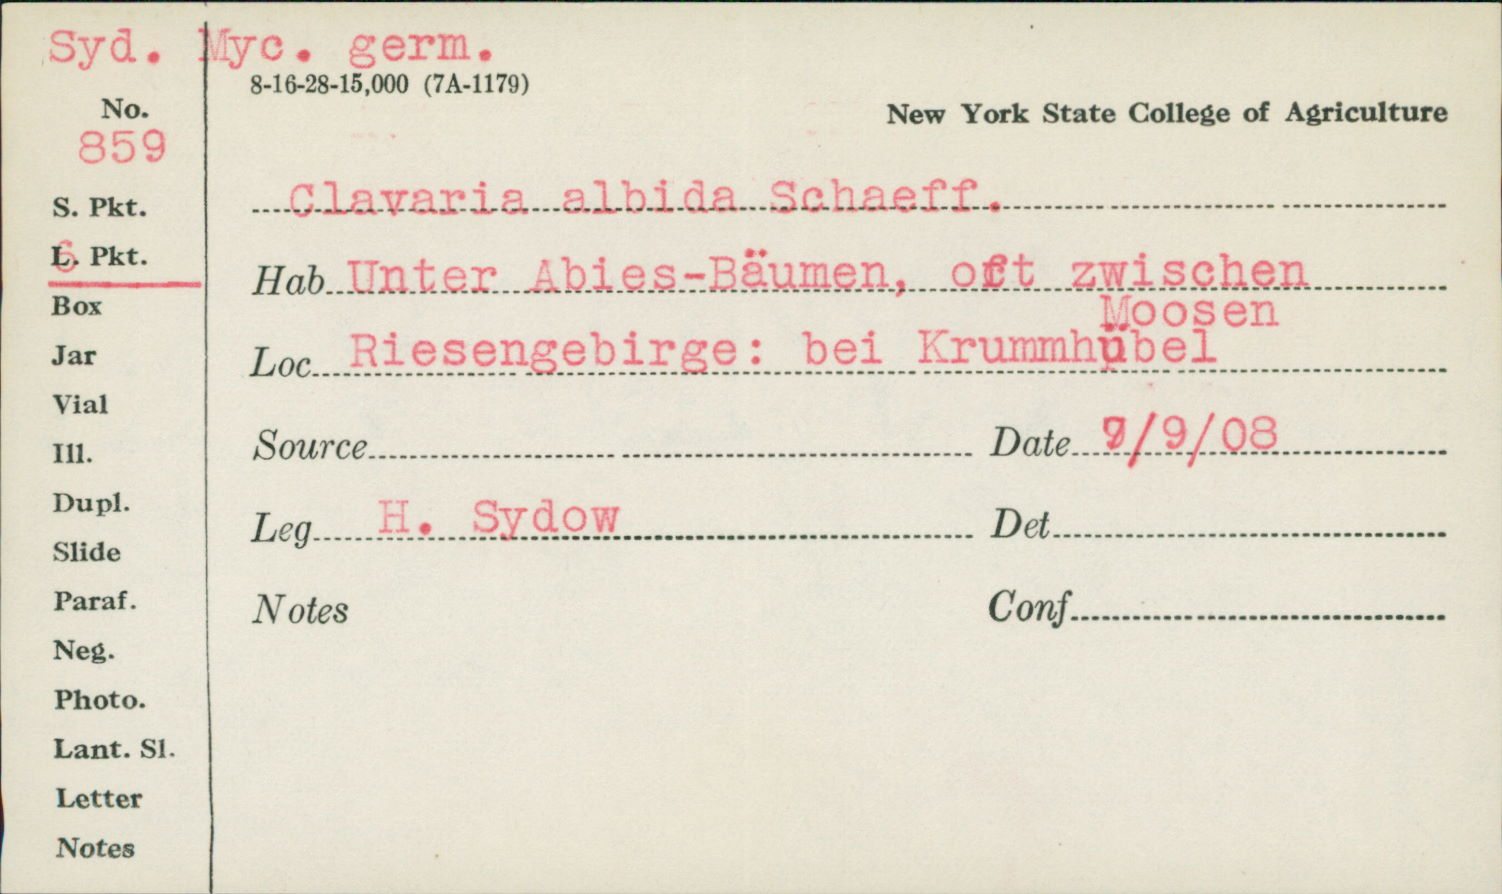 Syd. Myc. germ.
8-16-28-15,000 (7A-1179)
New York State College of Agriculture
No.
859
S. Pkt.
6
L. Pkt.
Box
Jar
Vial
Ill.
Dupl.
Slide
Paraf.
Neg.
Photo.
Lant. Sl.
Letter
Notes
Clavaria albida Schaeff.
Hab Unter Abies-Bäumen, oft zwischen
Moosen
Loc Riesengebirge: bei Krummhübel
Source
Date /9/08
Leg H. Sydow
Det
Notes
Conf